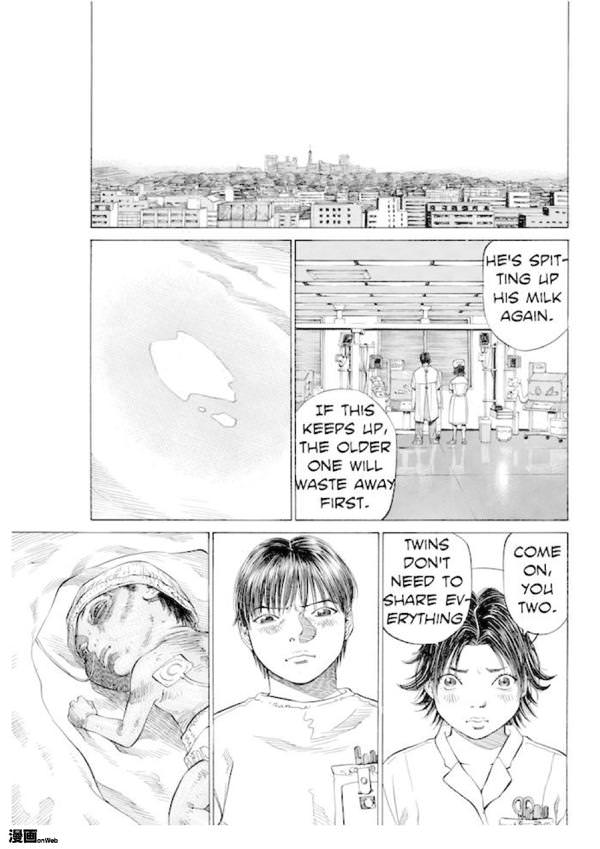 HE'S SPIT-
TING UP
HIS MILK
AGAIN.
IF THIS
KEEPS UP,
THE OLDER
ONE WILL
WASTE AWAY
FIRST.
COME
ON,
YOU
TWO.
TWINS
DON'T
NEED TO
SHARE EV-
ERYTHING
漫画onWeb